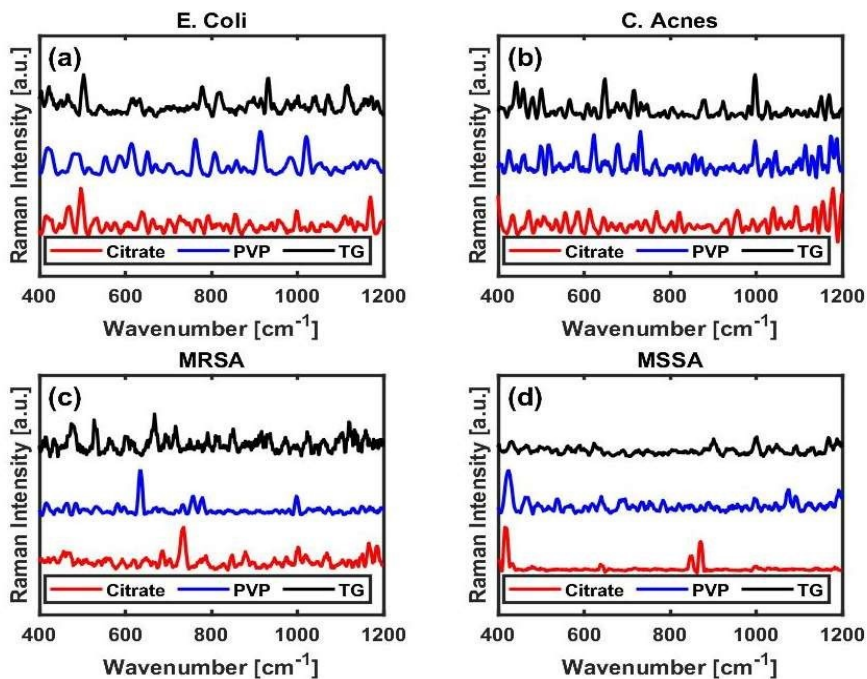 E. Coli
(a)
Raman Intensity [a.u.]
Citrate PVP TG
400 600 800 1000 1200
Wavenumber [cm⁻¹]
C. Acnes
(b)
Raman Intensity [a.u.]
Citrate PVP TG
400 600 800 1000 1200
Wavenumber [cm⁻¹]
MRSA
(c)
Raman Intensity [a.u.]
Citrate PVP TG
400 600 800 1000 1200
Wavenumber [cm⁻¹]
MSSA
(d)
Raman Intensity [a.u.]
Citrate PVP TG
400 600 800 1000 1200
Wavenumber [cm⁻¹]